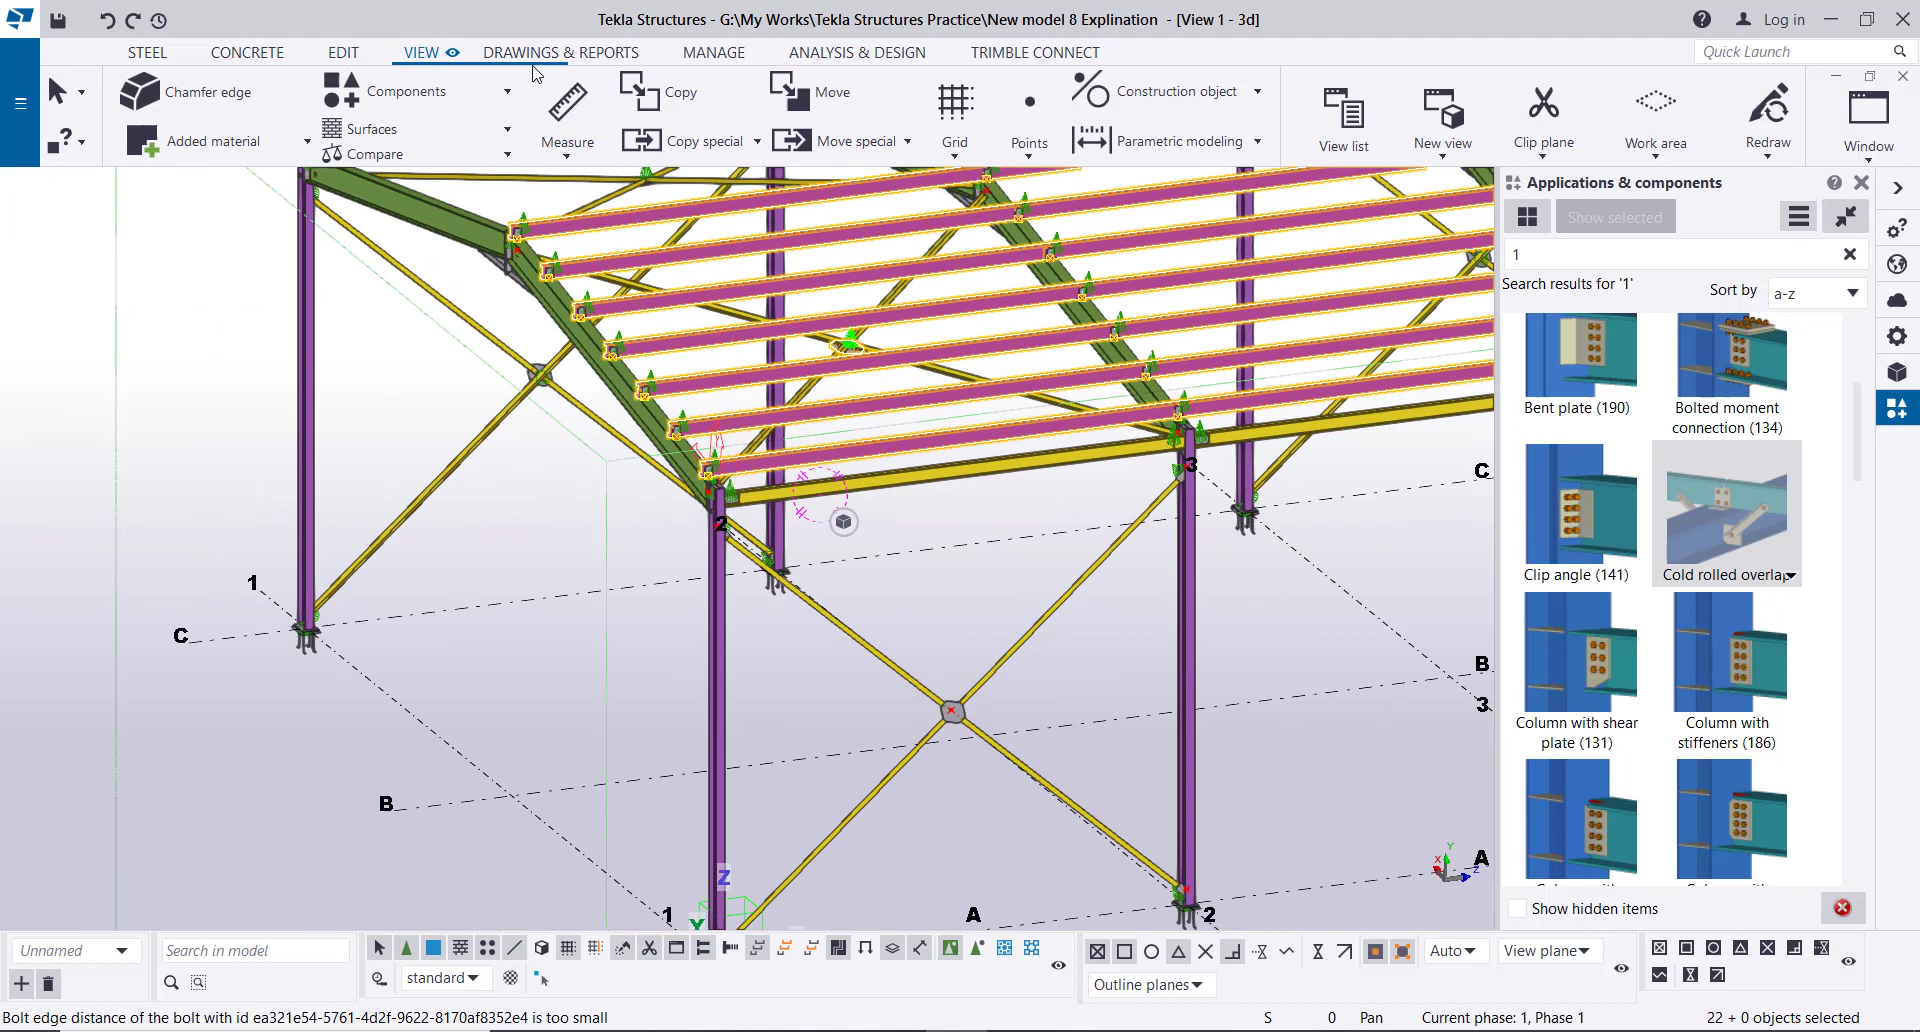 Tekla Structures - G:\My Works\Tekla Structures Practice\New model 8 Explination - [View 1 - 3d]
Log in
STEEL CONCRETE EDIT VIEW DRAWINGS & REPORTS MANAGE ANALYSIS & DESIGN TRIMBLE CONNECT
Quick Launch
Chamfer edge
Added material
Components
Surfaces
Compare
Measure
Copy
Copy special
Move
Move special
Grid
Points
Construction object
Parametric modeling
View list
New view
Clip plane
Work area
Redraw
Window
Applications & components
Show selected
1
Search results for '1'
Sort by a-z
Bent plate (190)
Bolted moment
connection (134)
Clip angle (141)
Cold rolled overlap
Column with shear
plate (131)
Column with
stiffeners (186)
Show hidden items
3
C
2
1
C
B
3
B
Z
Y
1
A
2
A
X
Y
Z
Unnamed
Search in model
standard
Auto
View plane
Outline planes
Bolt edge distance of the bolt with id ea321e54-5761-4d2f-9622-8170af8352e4 is too small
S 0 Pan Current phase: 1, Phase 1 22 + 0 objects selected